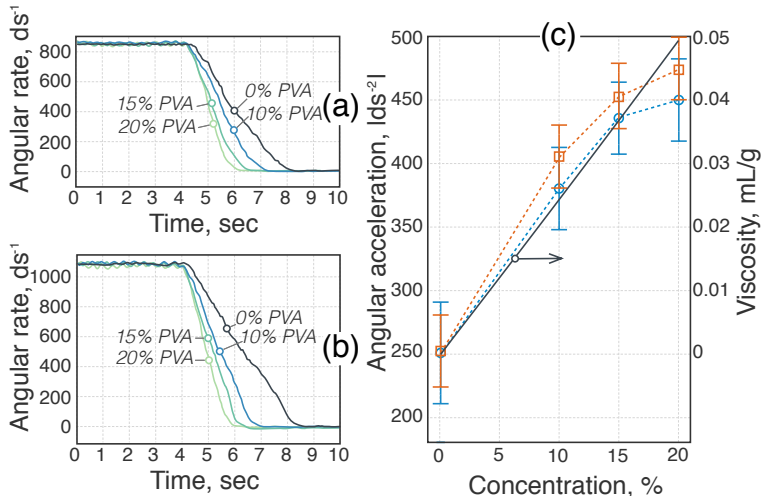 (a)
Angular rate, ds⁻¹
800
600
400
200
0
0% PVA
15% PVA
10% PVA
20% PVA
0 1 2 3 4 5 6 7 8 9 10
Time, sec
(b)
Angular rate, ds⁻¹
1000
800
600
400
200
0
0% PVA
15% PVA
10% PVA
20% PVA
0 1 2 3 4 5 6 7 8 9 10
Time, sec
(c)
Angular acceleration, |ds⁻²|
500
450
400
350
300
250
200
0.05
0.04
0.03
0.02
0.01
0
Viscosity, mL/g
0 5 10 15 20
Concentration, %